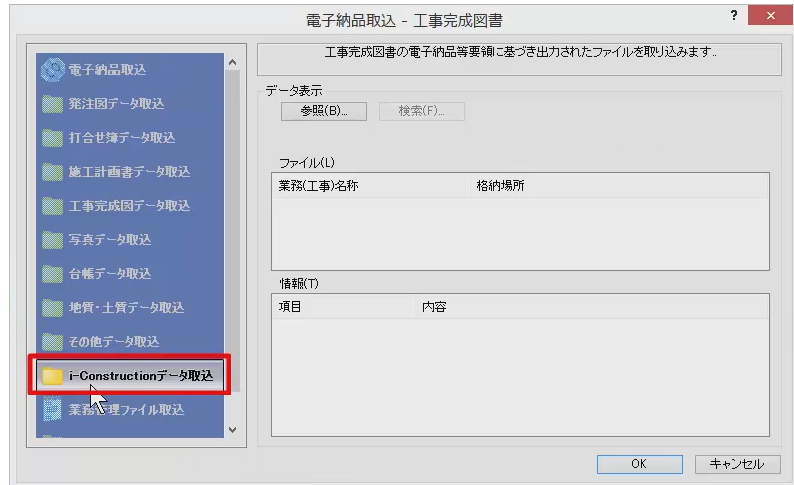 電子納品取込 - 工事完成図書
?
×
電子納品取込
発注図データ取込
打合せ簿データ取込
施工計画書データ取込
工事完成図データ取込
写真データ取込
台帳データ取込
地質・土質データ取込
その他データ取込
i-Constructionデータ取込
業務管理ファイル取込
工事完成図書の電子納品等要領に基づき出力されたファイルを取り込みます..
データ表示
参照(B)...
検索(F)...
ファイル(L)
業務(工事)名称 格納場所
情報(T)
項目 内容
OK
キャンセル